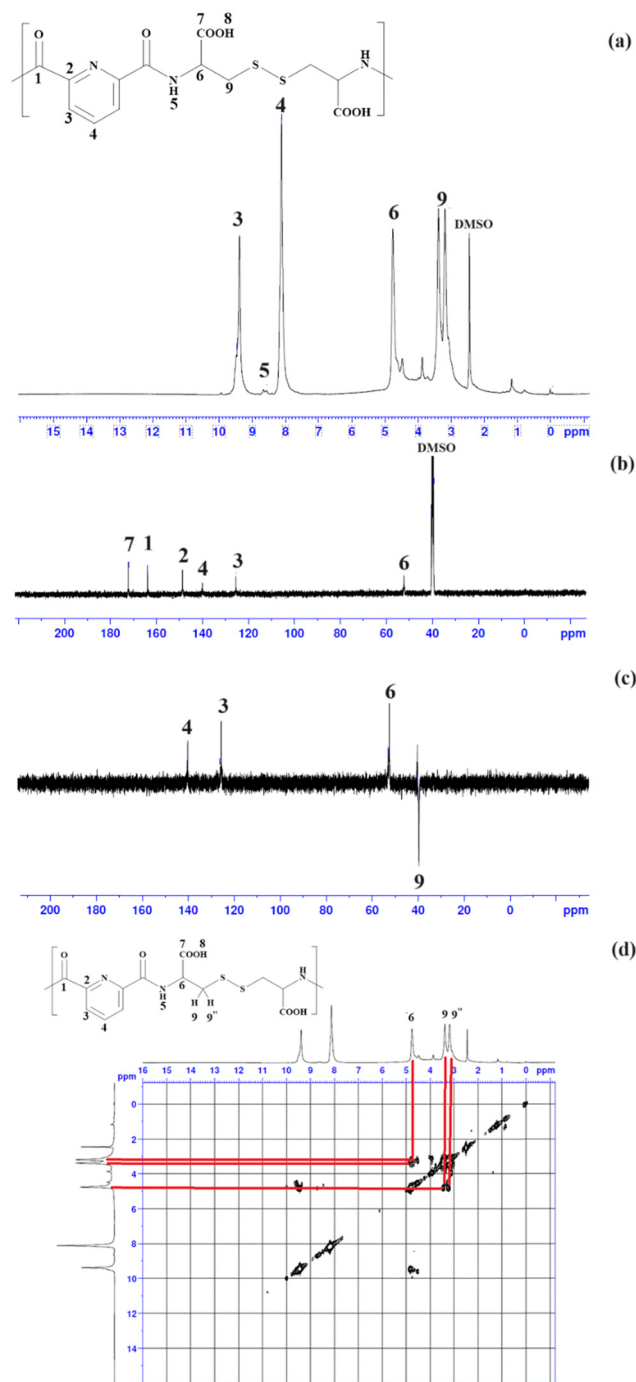 7 8
O O COOH H (a)
N N
1 2 6 S S
N
H
3 4 5 9 COOH
4
3 6 9 DMSO
5
15 14 13 12 11 10 9 8 7 6 5 4 3 2 1 0 ppm
DMSO (b)
7 1 2 4 3 6
200 180 160 140 120 100 80 60 40 20 0 ppm
(c)
6
4 3
9
200 180 160 140 120 100 80 60 40 20 0 ppm
7 8 (d)
O O COOH H
N N
1 2 6 S S
N
H
3 4 5 H H COOH
9 9"
6 9 9"
ppm 16 15 14 13 12 11 10 9 8 7 6 5 4 3 2 1 0 ppm
0
2
4
6
8
10
12
14